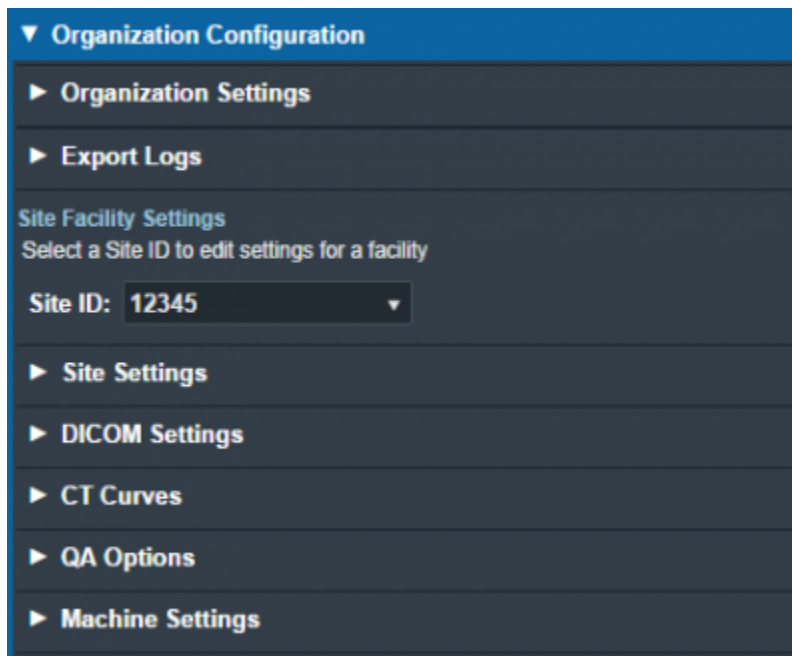 Organization Configuration
Organization Settings
Export Logs
Site Facility Settings
Select a Site ID to edit settings for a facility
Site ID: 12345
Site Settings
DICOM Settings
CT Curves
QA Options
Machine Settings